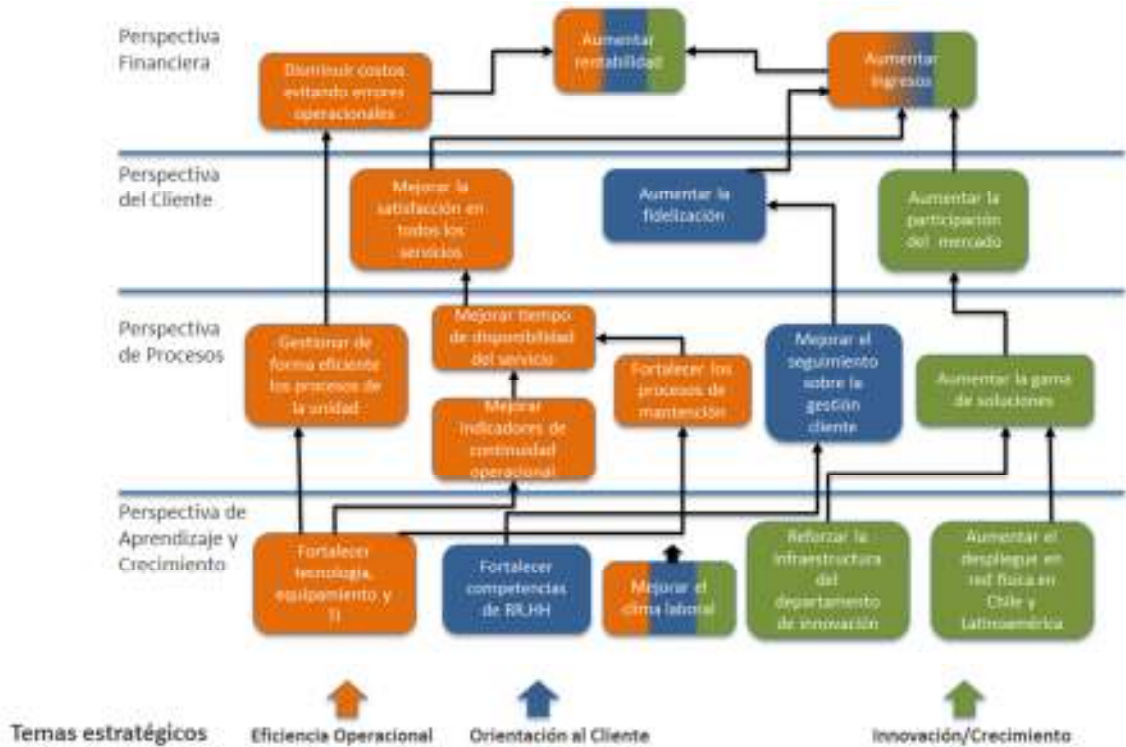 Perspectiva
Financiera
Disminuir costos
evitando errores
operacionales
Aumentar
rentabilidad
Aumentar
Ingresos
Perspectiva
del Cliente
Mejorar la
satisfacción en
todos los
servicios
Aumentar la
fidelización
Aumentar la
participación
del mercado
Perspectiva
de Procesos
Gestionar de
forma eficiente
los procesos de
la unidad
Mejorar tiempo
de disponibilidad
del servicio
Mejorar
indicadores de
continuidad
operacional
Fortalecer los
procesos de
mantención
Mejorar el
seguimiento
sobre la
gestión
cliente
Aumentar la gama
de soluciones
Perspectiva de
Aprendizaje y
Crecimiento
Fortalecer
tecnología,
equipamiento y
TI
Fortalecer
competencias
de RR.HH
Mejorar el
clima laboral
Reforzar la
infraestructura
del
departamento
de innovación
Aumentar el
despliegue en
red física en
Chile y
Latinoamérica
Temas estratégicos
Eficiencia Operacional
Orientación al Cliente
Innovación/Crecimiento